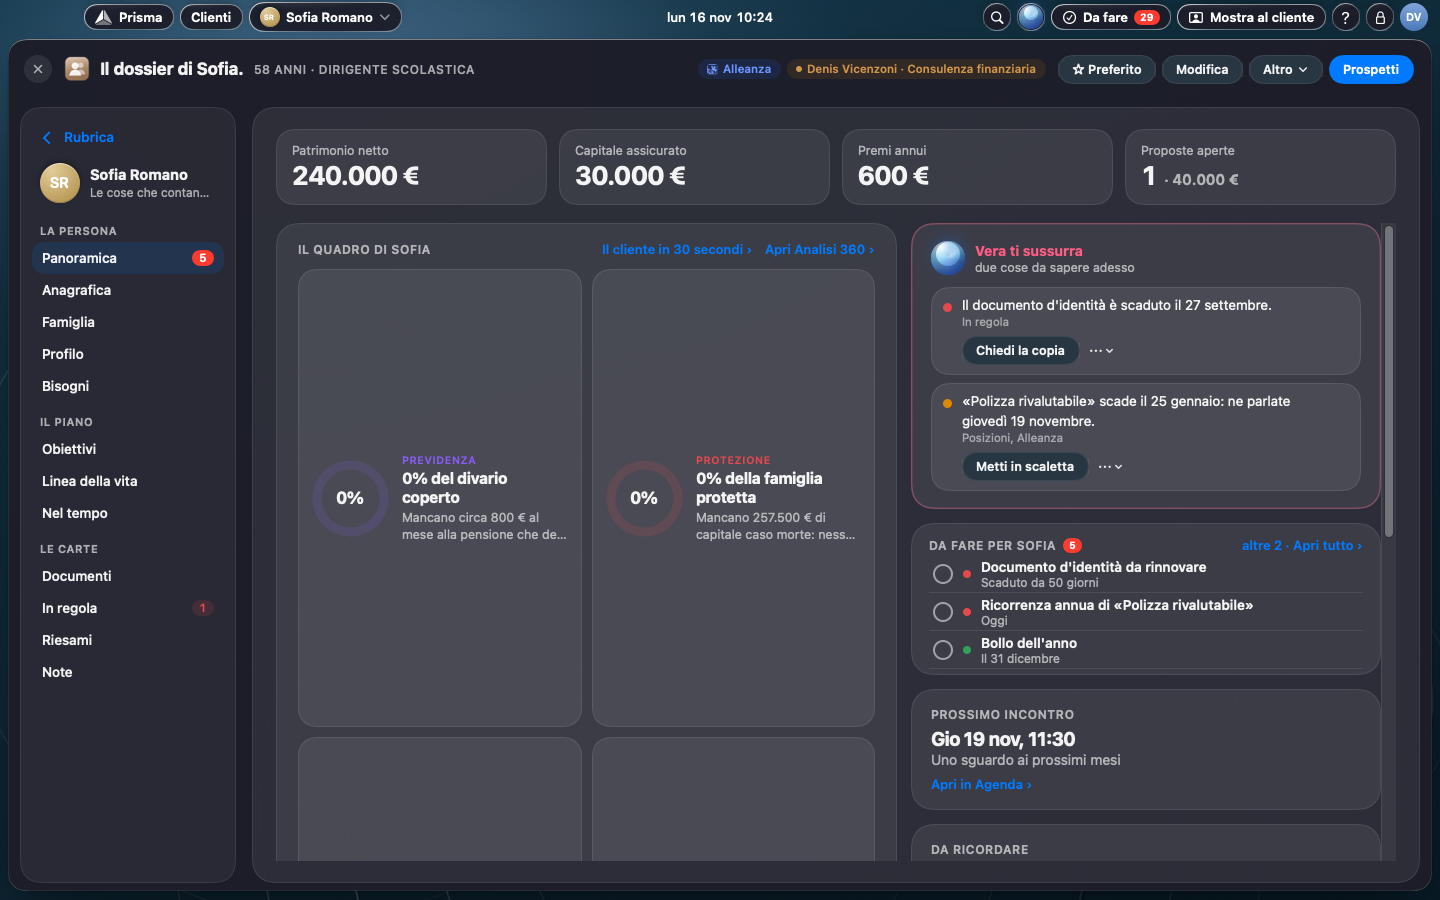 Prisma
Clienti
SR Sofia Romano
lun 16 nov 10:24
Da fare 29
Mostra al cliente
?
DV
Il dossier di Sofia.
58 ANNI · DIRIGENTE SCOLASTICA
Alleanza
Denis Vicenzoni · Consulenza finanziaria
Preferito
Modifica
Altro
Prospetti
Rubrica
SR
Sofia Romano
Le cose che contan...
LA PERSONA
Panoramica 5
Anagrafica
Famiglia
Profilo
Bisogni
IL PIANO
Obiettivi
Linea della vita
Nel tempo
LE CARTE
Documenti
In regola 1
Riesami
Note
Patrimonio netto
240.000 €
Capitale assicurato
30.000 €
Premi annui
600 €
Proposte aperte
1 · 40.000 €
IL QUADRO DI SOFIA
Il cliente in 30 secondi ›
Apri Analisi 360 ›
0%
PREVIDENZA
0% del divario
coperto
Mancano circa 800 € al
mese alla pensione che de...
0%
PROTEZIONE
0% della famiglia
protetta
Mancano 257.500 € di
capitale caso morte: ness...
Vera ti sussurra
due cose da sapere adesso
Il documento d'identità è scaduto il 27 settembre.
In regola
Chiedi la copia
«Polizza rivalutabile» scade il 25 gennaio: ne parlate
giovedì 19 novembre.
Posizioni, Alleanza
Metti in scaletta
DA FARE PER SOFIA 5
altre 2 · Apri tutto ›
Documento d'identità da rinnovare
Scaduto da 50 giorni
Ricorrenza annua di «Polizza rivalutabile»
Oggi
Bollo dell'anno
Il 31 dicembre
PROSSIMO INCONTRO
Gio 19 nov, 11:30
Uno sguardo ai prossimi mesi
Apri in Agenda ›
DA RICORDARE